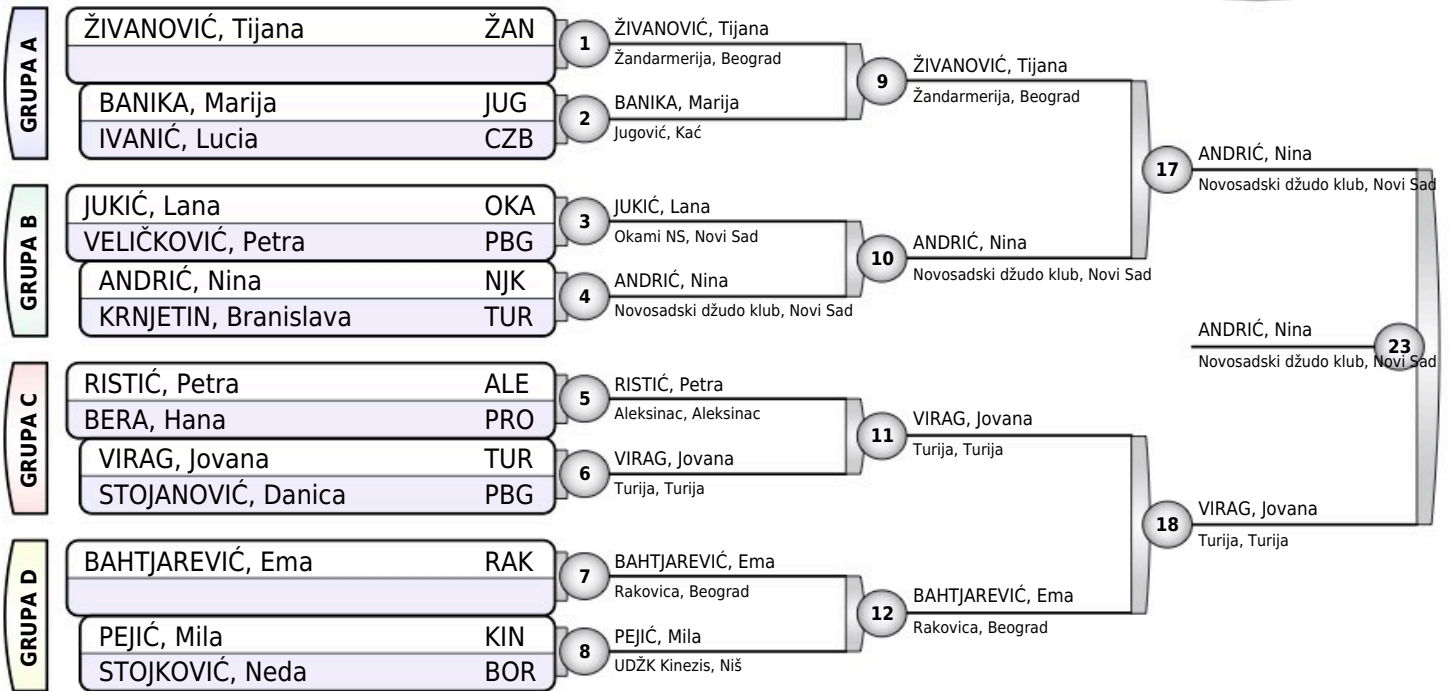 GRUPA A
ŽIVANOVIĆ, Tijana ŽAN
BANIKA, Marija JUG
IVANIĆ, Lucia CZB
GRUPA B
JUKIĆ, Lana OKA
VELIČKOVIĆ, Petra PBG
ANDRIĆ, Nina NJK
KRNJETIN, Branislava TUR
GRUPA C
RISTIĆ, Petra ALE
BERA, Hana PRO
VIRAG, Jovana TUR
STOJANOVIĆ, Danica PBG
GRUPA D
BAHTJAREVIĆ, Ema RAK
PEJIĆ, Mila KIN
STOJKOVIĆ, Neda BOR
1
ŽIVANOVIĆ, Tijana
Žandarmerija, Beograd
2
BANIKA, Marija
Jugović, Kać
3
JUKIĆ, Lana
Okami NS, Novi Sad
4
ANDRIĆ, Nina
Novosadski džudo klub, Novi Sad
5
RISTIĆ, Petra
Aleksinac, Aleksinac
6
VIRAG, Jovana
Turija, Turija
7
BAHTJAREVIĆ, Ema
Rakovica, Beograd
8
PEJIĆ, Mila
UDŽK Kinezis, Niš
9
ŽIVANOVIĆ, Tijana
Žandarmerija, Beograd
10
ANDRIĆ, Nina
Novosadski džudo klub, Novi Sad
11
VIRAG, Jovana
Turija, Turija
12
BAHTJAREVIĆ, Ema
Rakovica, Beograd
17
ANDRIĆ, Nina
Novosadski džudo klub, Novi Sad
18
VIRAG, Jovana
Turija, Turija
23
ANDRIĆ, Nina
Novosadski džudo klub, Novi Sad